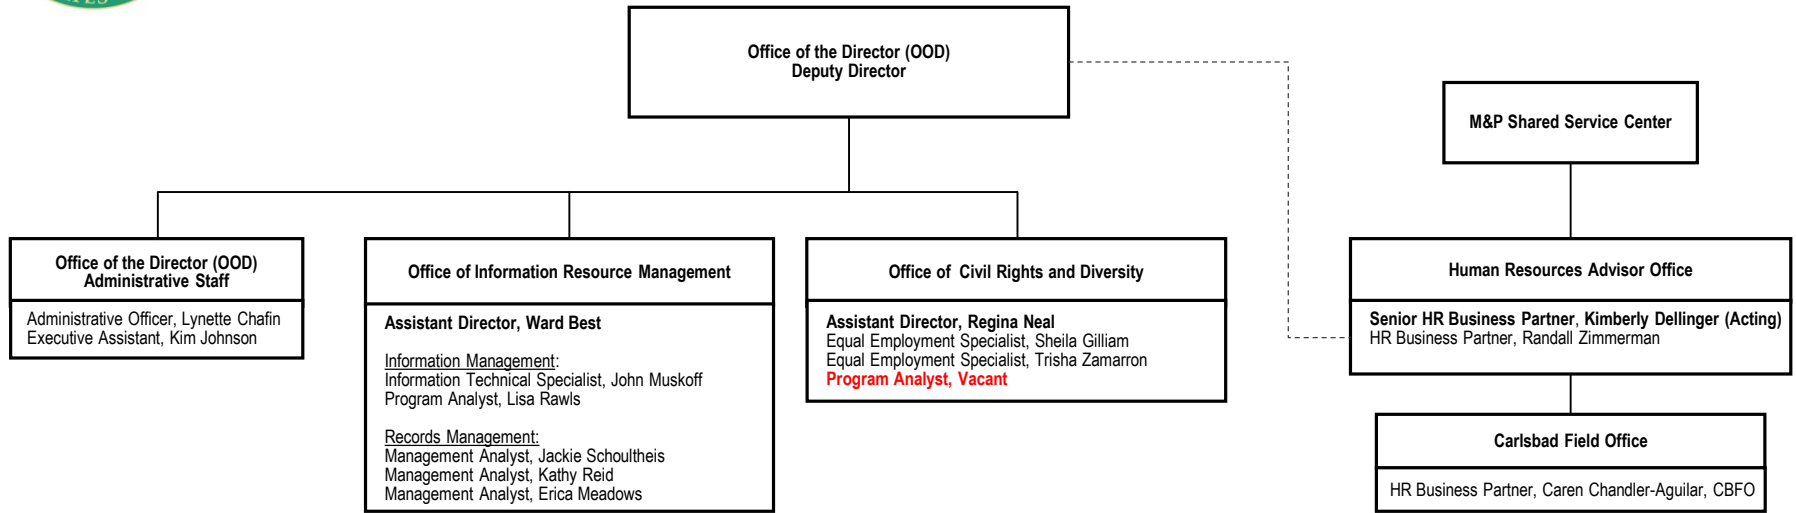 Office of the Director (OOD)
Deputy Director
M&P Shared Service Center
Office of the Director (OOD)
Administrative Staff
Administrative Officer, Lynette Chafin
Executive Assistant, Kim Johnson
Office of Information Resource Management
Assistant Director, Ward Best
Information Management:
Information Technical Specialist, John Muskoff
Program Analyst, Lisa Rawls
Records Management:
Management Analyst, Jackie Schoultheis
Management Analyst, Kathy Reid
Management Analyst, Erica Meadows
Office of Civil Rights and Diversity
Assistant Director, Regina Neal
Equal Employment Specialist, Sheila Gilliam
Equal Employment Specialist, Trisha Zamarron
Program Analyst, Vacant
Human Resources Advisor Office
Senior HR Business Partner, Kimberly Dellinger (Acting)
HR Business Partner, Randall Zimmerman
Carlsbad Field Office
HR Business Partner, Caren Chandler-Aguilar, CBFO